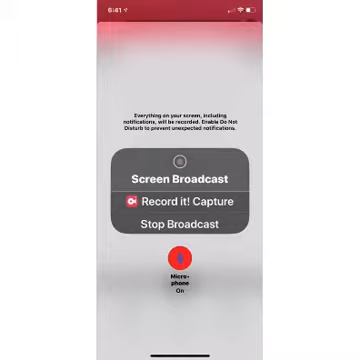 6:41
Everything on your screen, including
notifications, will be recorded. Enable Do Not
Disturb to prevent unexpected notifications.
Screen Broadcast
Record it! Capture
Stop Broadcast
Micro-
phone
On